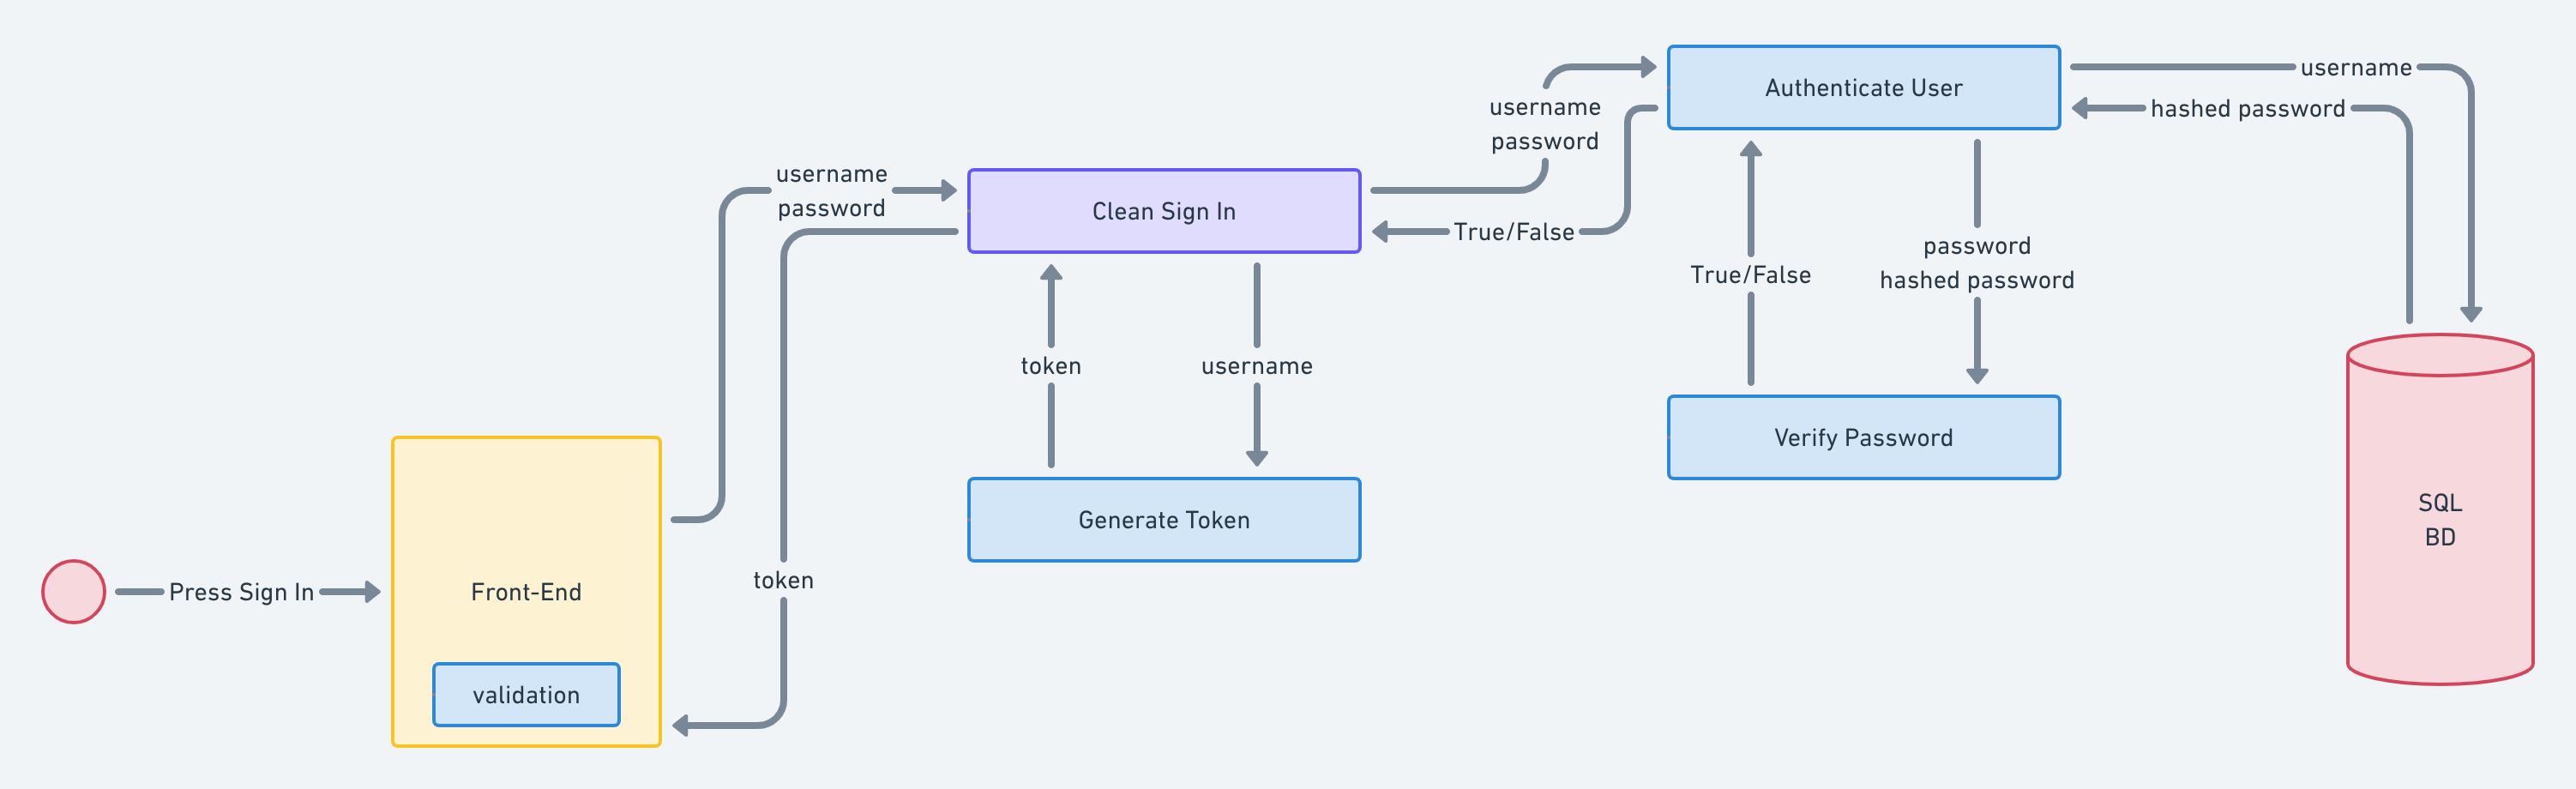 username
hashed password
Authenticate User
username
password
username
password
Clean Sign In
True/False
password
hashed password
True/False
token
username
Verify Password
SQL
BD
Generate Token
token
Press Sign In
Front-End
validation